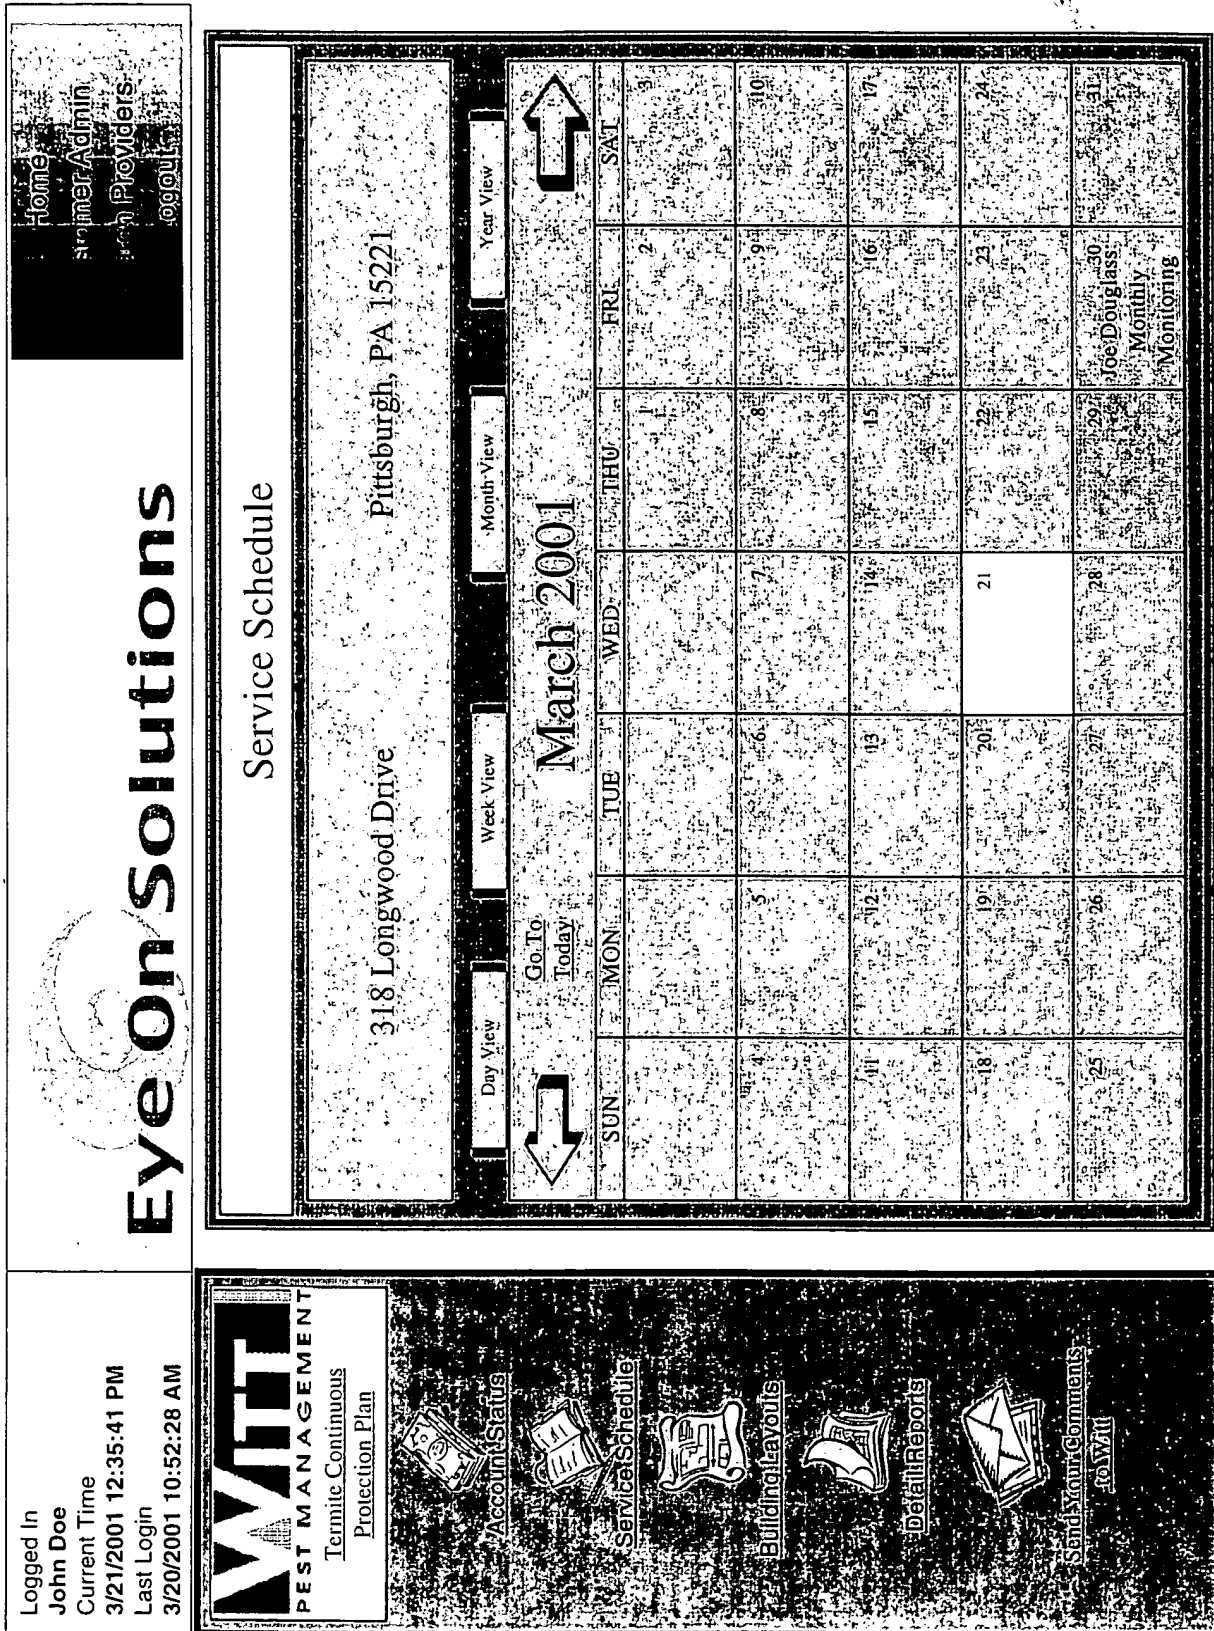 Logged In
John Doe
Current Time
3/21/2001 12:35:41 PM
Last Login
3/20/2001 10:52:28 AM
Eye On Solutions
Home
Admin
Providers
WITT
PEST MANAGEMENT
Termite Continuous
Protection Plan
Account Status
Service Schedule
Building Layouts
Detail Reports
Send Your Comments
to Witt
Service Schedule
318 Longwood Drive Pittsburgh, PA 15221
Day View Week View Month View Year View
Go To
Today
March 2001
SUN MON TUE WED THU FRI SAT
1 2 3
4 5 6 7 8 9 10
11 12 13 14 15 16 17
18 19 20 21 22 23 24
25 26 27 28 29 30 31
Joe Douglass
Monthly
Monitoring